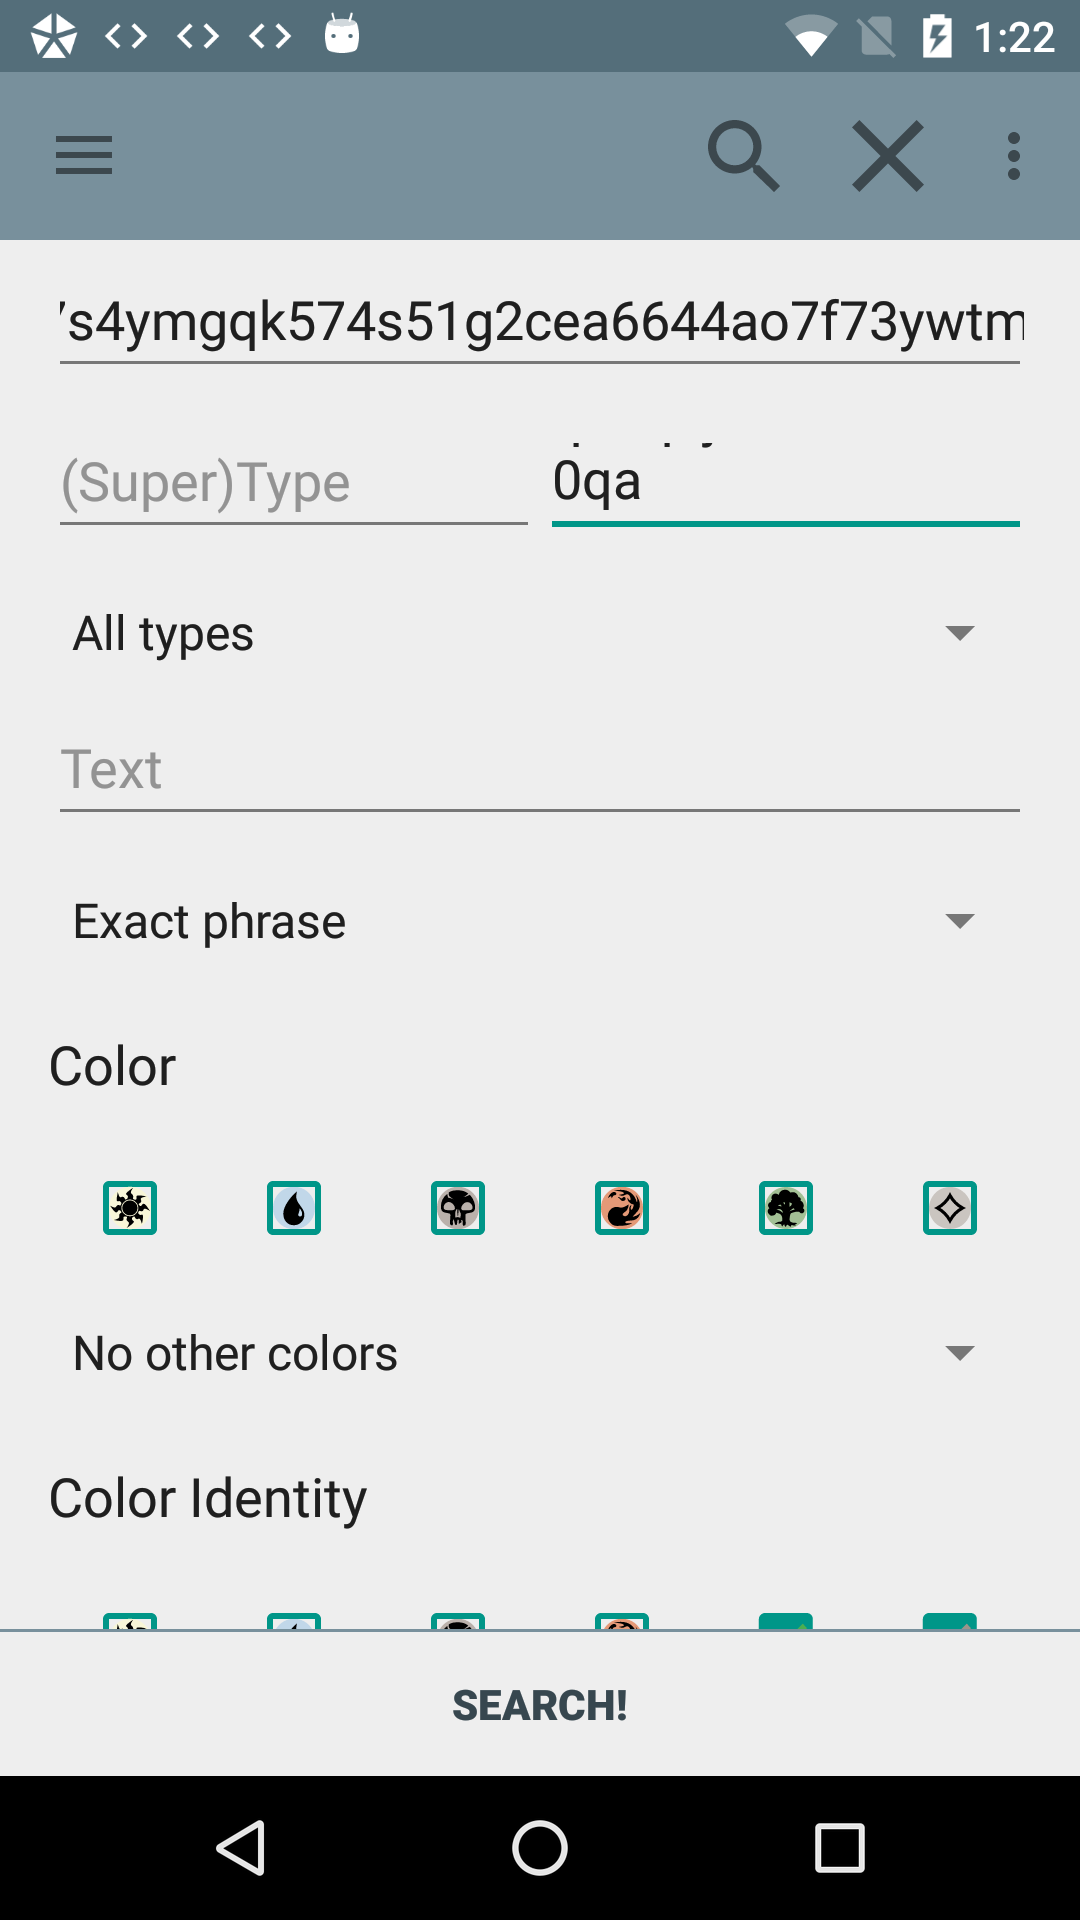 1:22
s4ymgqk574s51g2cea6644ao7f73ywtm
(Super)Type
0qa
All types
Text
Exact phrase
Color
No other colors
Color Identity
SEARCH!